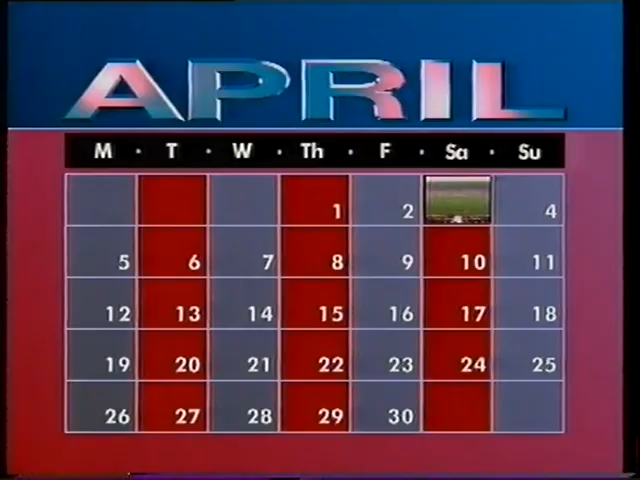 APRIL
M · T · W · Th · F · Sa · Su
1 2 4
5 6 7 8 9 10 11
12 13 14 15 16 17 18
19 20 21 22 23 24 25
26 27 28 29 30